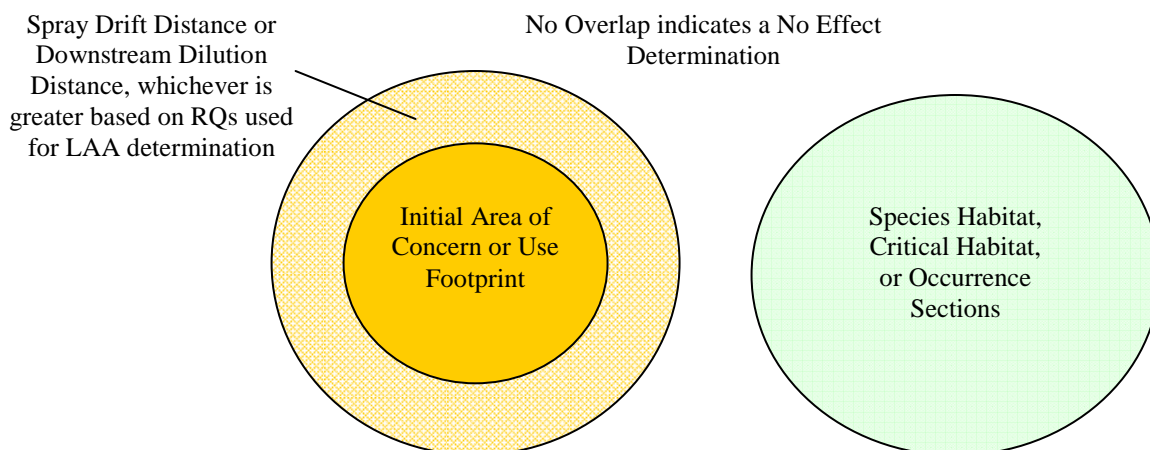 Spray Drift Distance or
Downstream Dilution
Distance, whichever is
greater based on RQs used
for LAA determination
No Overlap indicates a No Effect
Determination
Initial Area of
Concern or Use
Footprint
Species Habitat,
Critical Habitat,
or Occurrence
Sections